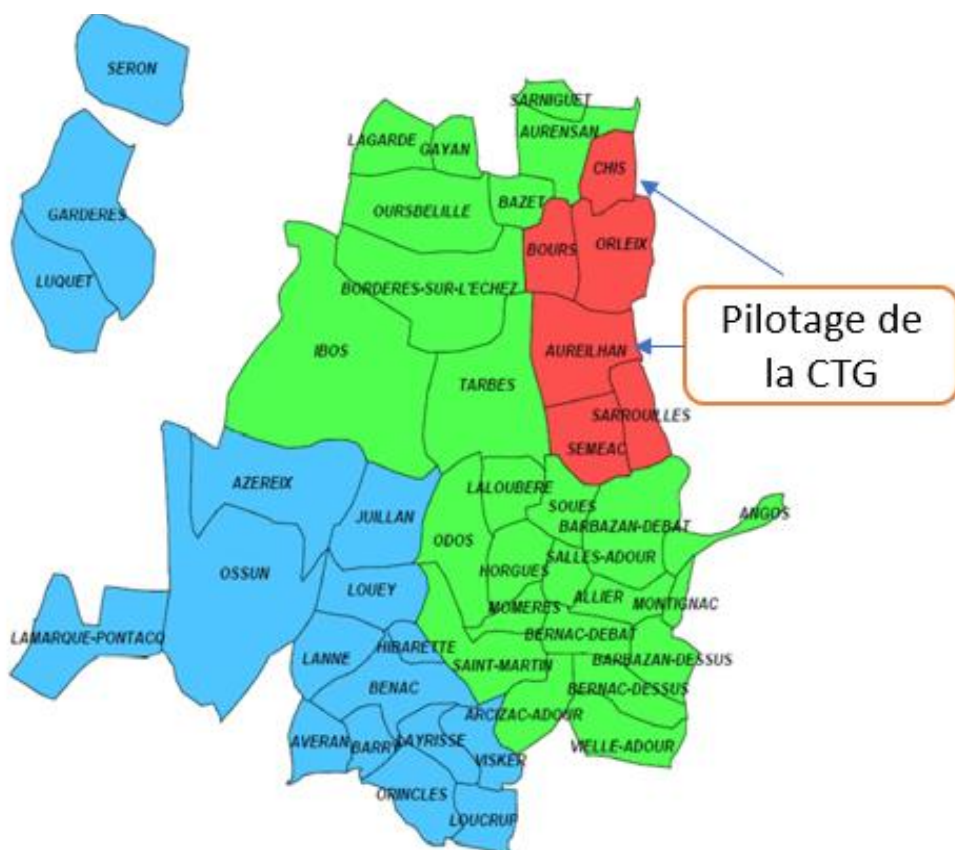 SERON
SARNIGUET
AURENSAN
LAGARDE
GAYAN
CHIS
BAZET
OURSBELILLE
GARDERES
BOURS
ORLEIX
LUQUET
BORDERES-SUR-L'ECHEZ
Pilotage de
la CTG
IBOS
AUREILHAN
TARBES
SARROUILLES
SEMEAC
AZEREIX
LALOUBERE
SOUES
ANGOS
JUILLAN
BARBAZAN-DEBAT
ODOS
SALLES-ADOUR
OSSUN
HORGUES
LOUEY
ALLIER
MONTIGNAC
MOMERES
LAMARQUE-PONTACQ
BERNAC-DEBAT
HIBARETTE
LANNE
SAINT-MARTIN
BARBAZAN-DESSUS
BENAC
BERNAC-DESSUS
ARCIZAC-ADOUR
AVERAN
BARRY
LAYRISSE
VIELLE-ADOUR
VISKER
ORINCLES
LOUCRUP